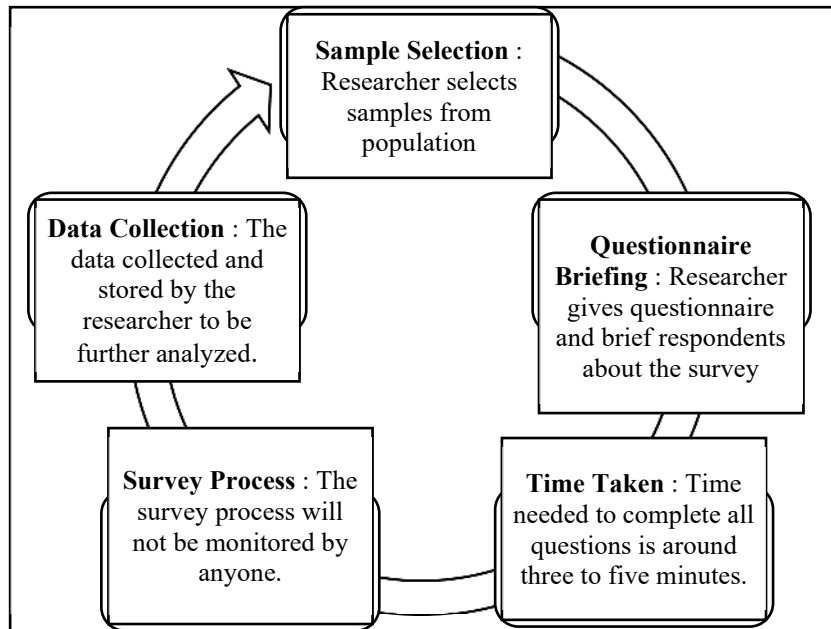 Sample Selection :
Researcher selects
samples from
population
Questionnaire
Briefing : Researcher
gives questionnaire
and brief respondents
about the survey
Time Taken : Time
needed to complete all
questions is around
three to five minutes.
Survey Process : The
survey process will
not be monitored by
anyone.
Data Collection : The
data collected and
stored by the
researcher to be
further analyzed.